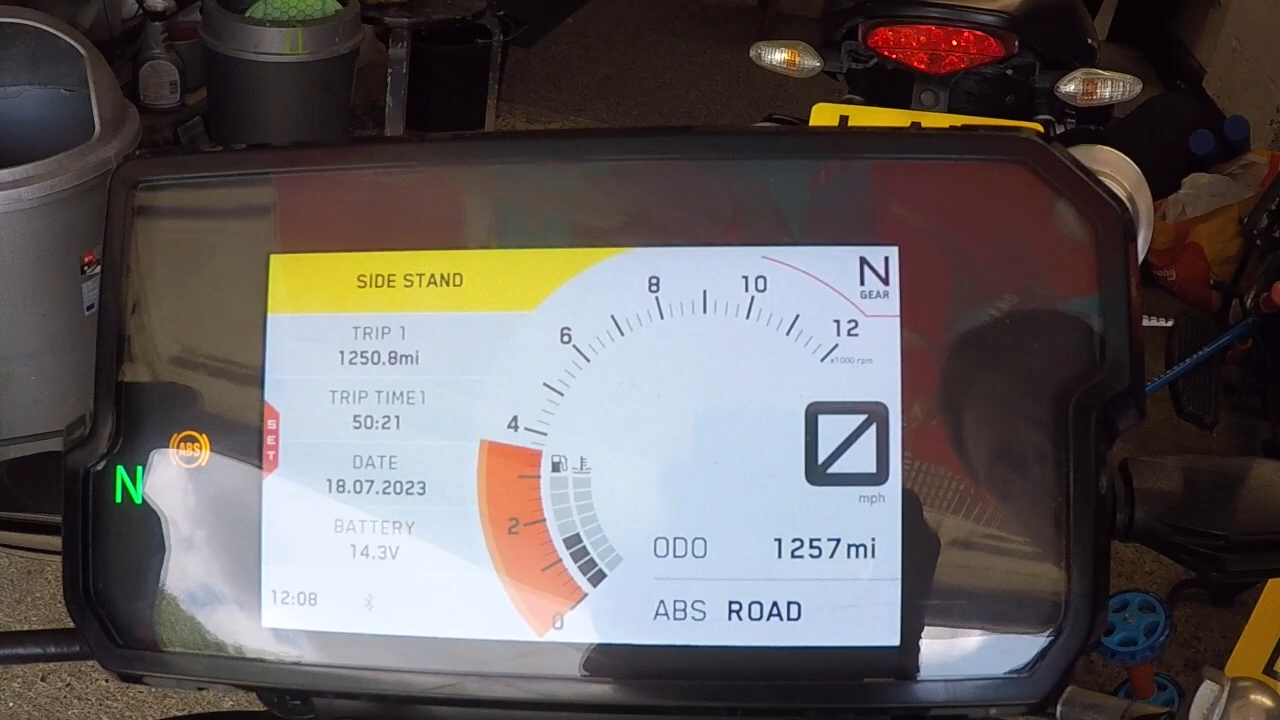 SIDE STAND
TRIP 1
1250.8mi
TRIP TIME1
50:21
DATE
18.07.2023
BATTERY
14.3V
12:08
SET
0
2
4
6
8
10
12
x1000 rpm
N
GEAR
0
mph
ODO 1257mi
ABS ROAD
ABS
N